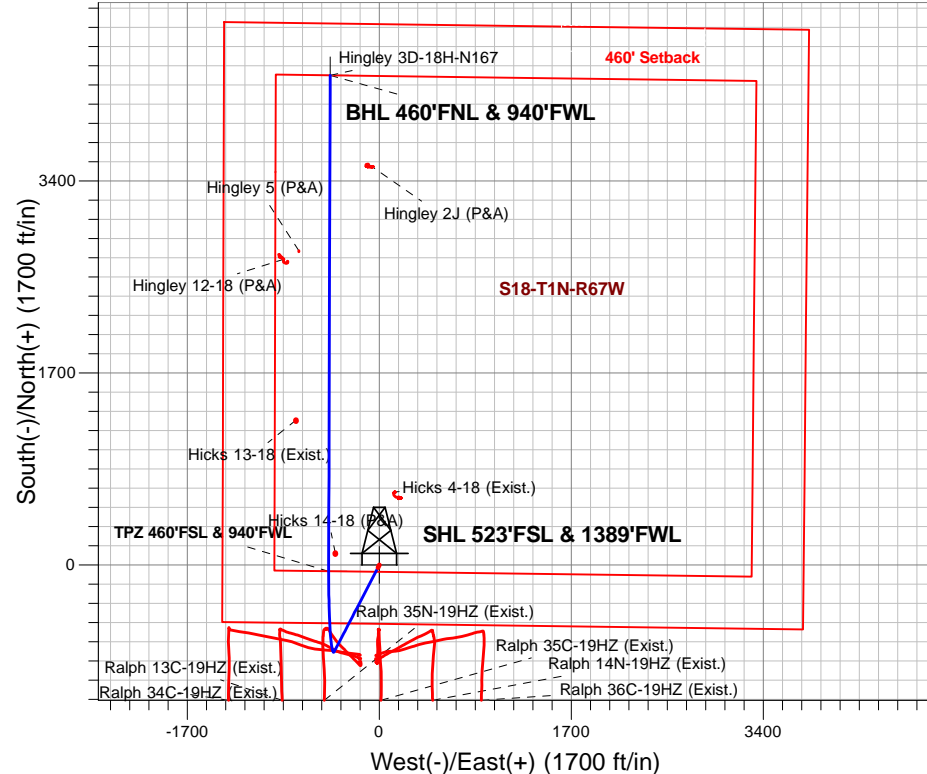 Hingley 3D-18H-N167
460' Setback
BHL 460'FNL & 940'FWL
3400
Hingley 5 (P&A)
Hingley 2J (P&A)
Hingley 12-18 (P&A)
S18-T1N-R67W
1700
South(-)/North(+) (1700 ft/in)
Hicks 13-18 (Exist.)
Hicks 4-18 (Exist.)
Hicks 14-18 (P&A)
TPZ 460'FSL & 940'FWL
SHL 523'FSL & 1389'FWL
0
Ralph 35N-19HZ (Exist.)
Ralph 35C-19HZ (Exist.)
Ralph 13C-19HZ (Exist.)
Ralph 14N-19HZ (Exist.)
Ralph 34C-19HZ (Exist.)
Ralph 36C-19HZ (Exist.)
-1700
0
1700
3400
West(-)/East(+) (1700 ft/in)